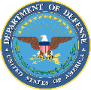 DEPARTMENT OF DEFENSE
UNITED STATES OF AMERICA